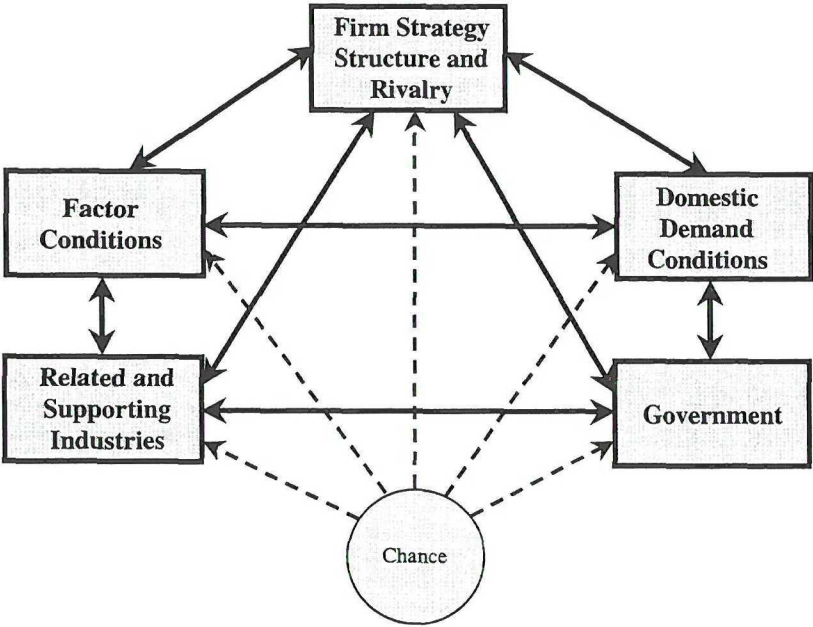 Firm Strategy
Structure and
Rivalry
Factor
Conditions
Domestic
Demand
Conditions
Related and
Supporting
Industries
Government
Chance